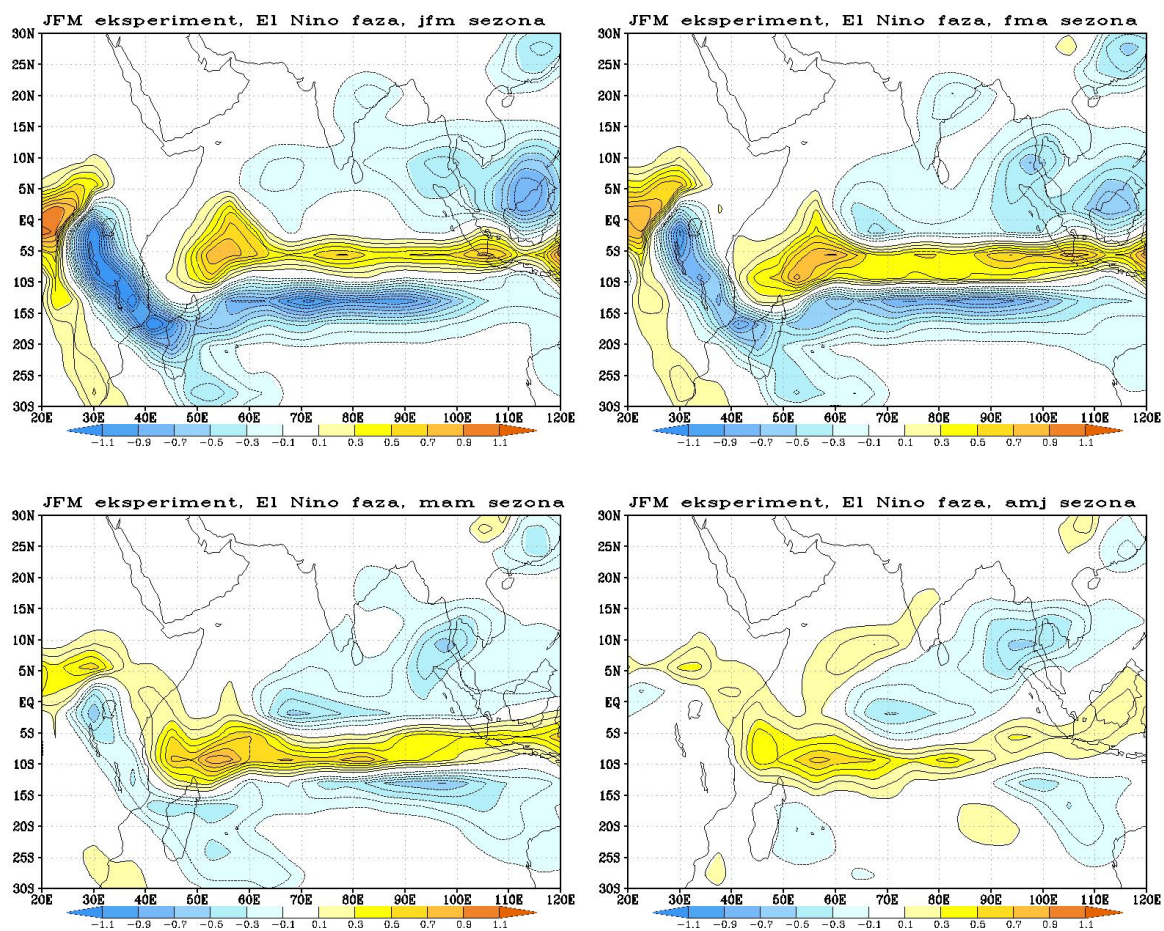 JFM eksperiment, El Nino faza, jfm sezona
30N
25N
20N
15N
10N
5N
EQ
5S
10S
15S
20S
25S
30S
20E 30E 40E 50E 60E 70E 80E 90E 100E 110E 120E
-1.1 -0.9 -0.7 -0.5 -0.3 -0.1 0.1 0.3 0.5 0.7 0.9 1.1
JFM eksperiment, El Nino faza, fma sezona
30N
25N
20N
15N
10N
5N
EQ
5S
10S
15S
20S
25S
30S
20E 30E 40E 50E 60E 70E 80E 90E 100E 110E 120E
-1.1 -0.9 -0.7 -0.5 -0.3 -0.1 0.1 0.3 0.5 0.7 0.9 1.1
JFM eksperiment, El Nino faza, mam sezona
30N
25N
20N
15N
10N
5N
EQ
5S
10S
15S
20S
25S
30S
20E 30E 40E 50E 60E 70E 80E 90E 100E 110E 120E
-1.1 -0.9 -0.7 -0.5 -0.3 -0.1 0.1 0.3 0.5 0.7 0.9 1.1
JFM eksperiment, El Nino faza, amj sezona
30N
25N
20N
15N
10N
5N
EQ
5S
10S
15S
20S
25S
30S
20E 30E 40E 50E 60E 70E 80E 90E 100E 110E 120E
-1.1 -0.9 -0.7 -0.5 -0.3 -0.1 0.1 0.3 0.5 0.7 0.9 1.1